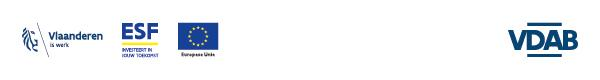 Vlaanderen
is werk
ESF
INVESTEERT IN
JOUW TOEKOMST
Europese Unie
VDAB